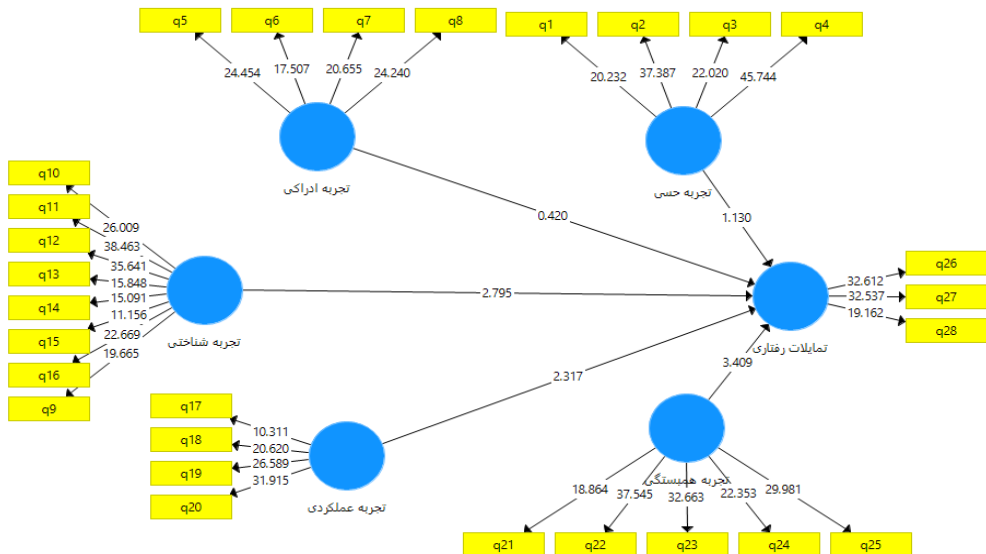 q5
q6
q7
q8
q1
q2
q3
q4
24.454
17.507
20.655
24.240
20.232
37.387
22.020
45.744
تجربه ادراکی
تجربه حسی
q10
q11
q12
q13
q14
q15
q16
q9
26.009
38.463
35.641
15.848
15.091
11.156
22.669
19.665
تجربه شناختی
0.420
1.130
2.795
2.317
3.409
q26
q27
q28
32.612
32.537
19.162
تمایلات رفتاری
q17
q18
q19
q20
10.311
20.620
26.589
31.915
تجربه عملکردی
تجربه همبستگی
18.864
37.545
32.663
22.353
29.981
q21
q22
q23
q24
q25